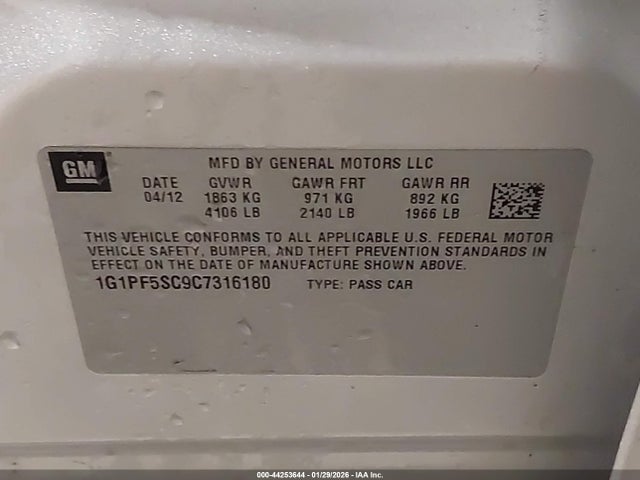 GM
MFD BY GENERAL MOTORS LLC
DATE GVWR GAWR FRT GAWR RR
04/12 1863 KG 971 KG 892 KG
4106 LB 2140 LB 1966 LB
THIS VEHICLE CONFORMS TO ALL APPLICABLE U.S. FEDERAL MOTOR
VEHICLE SAFETY, BUMPER, AND THEFT PREVENTION STANDARDS IN
EFFECT ON THE DATE OF MANUFACTURE SHOWN ABOVE.
1G1PF5SC9C7316180 TYPE: PASS CAR
000-44253644 - 01/29/2026 - IAA Inc.